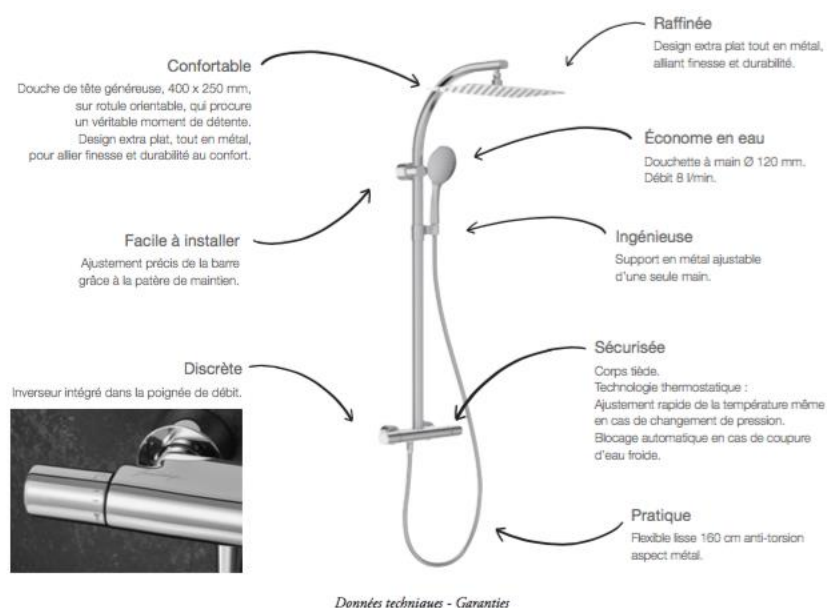 Raffinée
Design extra plat tout en métal,
alliant finesse et durabilité.
Confortable
Douche de tête généreuse, 400 x 250 mm,
sur rotule orientable, qui procure
un véritable moment de détente.
Design extra plat, tout en métal,
pour allier finesse et durabilité au confort.
Économe en eau
Douchette à main Ø 120 mm.
Débit 8 l/min.
Facile à installer
Ajustement précis de la barre
grâce à la patère de maintien.
Ingénieuse
Support en métal ajustable
d'une seule main.
Discrète
Inverseur intégré dans la poignée de débit.
Sécurisée
Corps tiède.
Technologie thermostatique :
Ajustement rapide de la température même
en cas de changement de pression.
Blocage automatique en cas de coupure
d'eau froide.
Pratique
Flexible lisse 160 cm anti-torsion
aspect métal.
Données techniques - Garanties